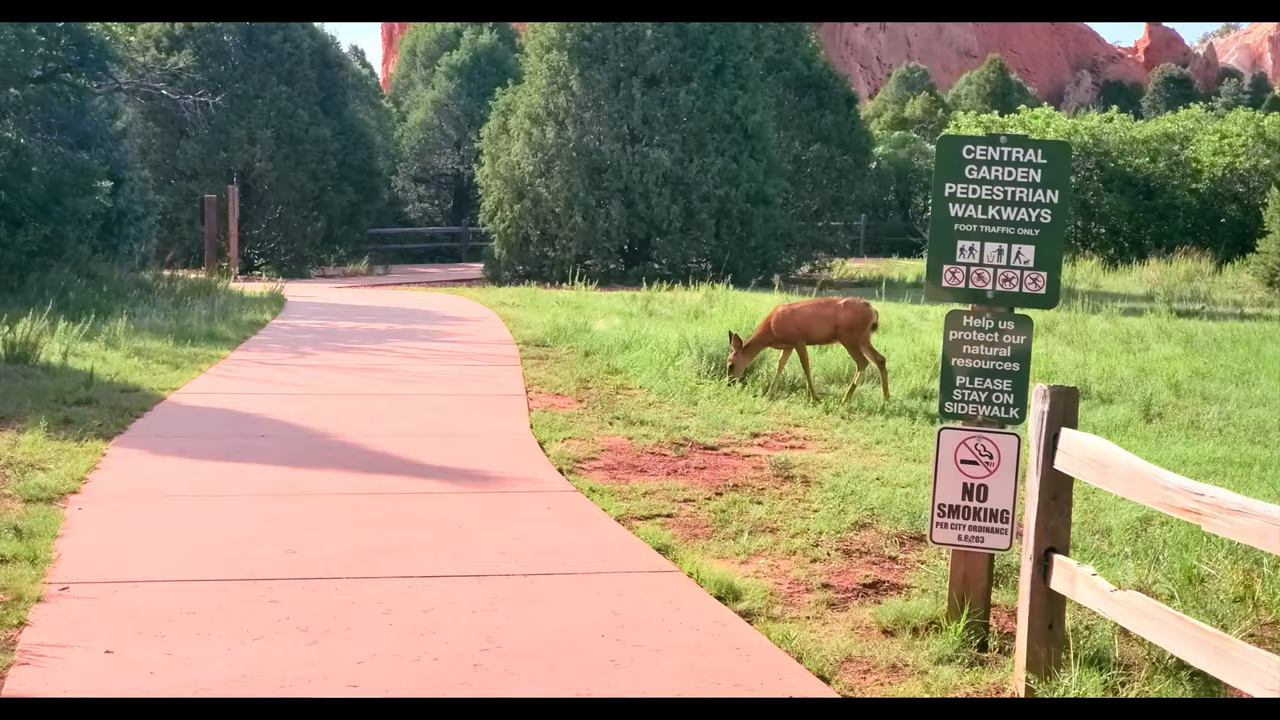 CENTRAL
GARDEN
PEDESTRIAN
WALKWAYS
FOOT TRAFFIC ONLY
Help us
protect our
natural
resources
PLEASE
STAY ON
SIDEWALK
NO
SMOKING
PER CITY ORDINANCE